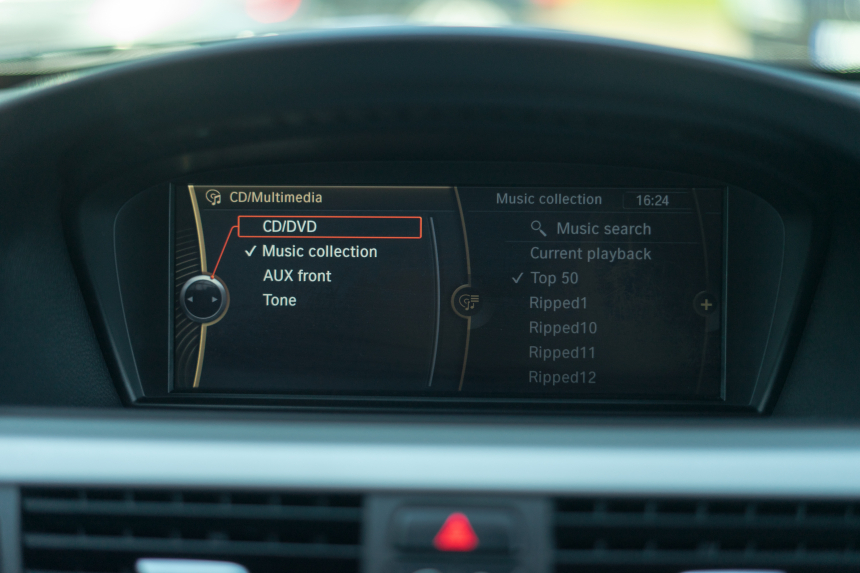 CD/Multimedia
CD/DVD
Music collection
AUX front
Tone
Music collection 16:24
Music search
Current playback
Top 50
Ripped1
Ripped10
Ripped11
Ripped12